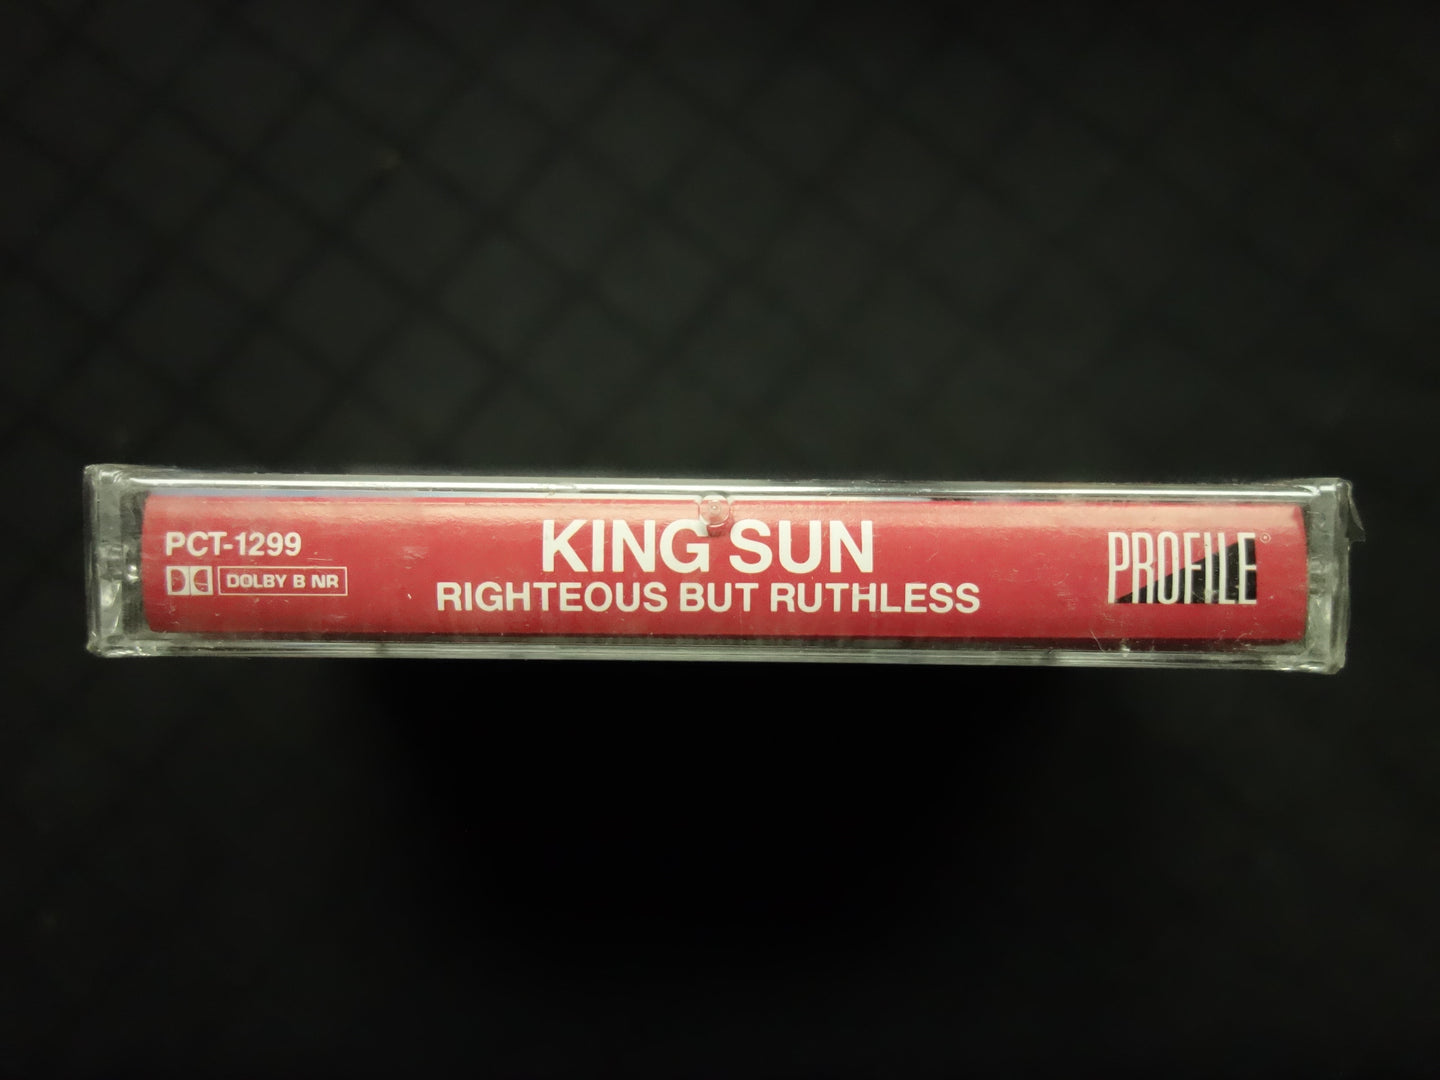 PCT-1299
DOLBY B NR
KING SUN
RIGHTEOUS BUT RUTHLESS
PROFILE®